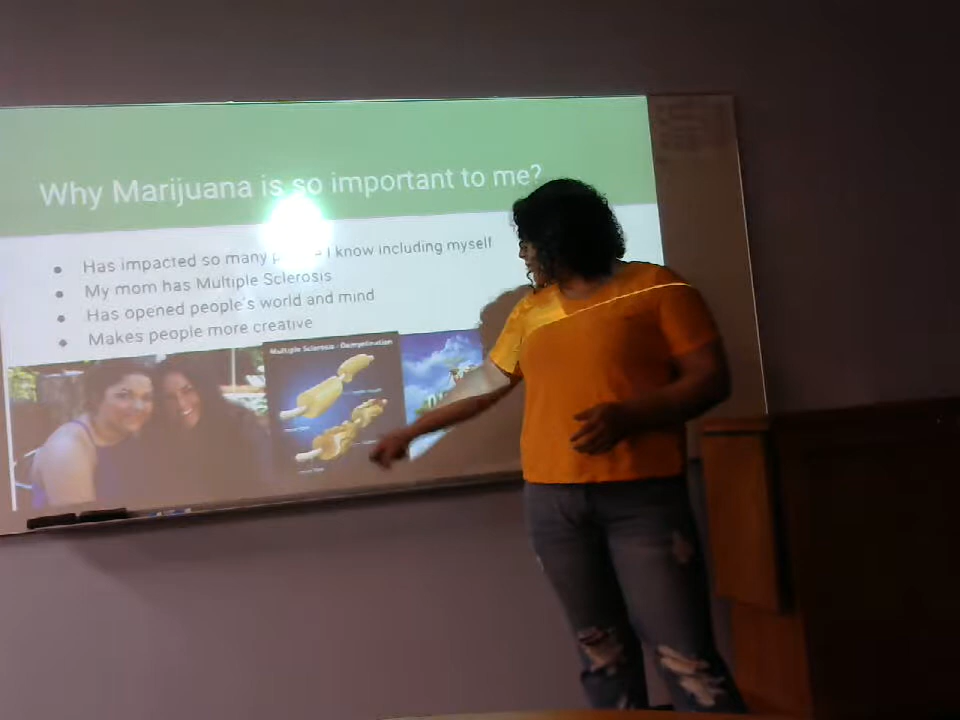 Why Marijuana is so important to me?
Has impacted so many I know including myself
My mom has Multiple Sclerosis
Has opened people's world and mind
Makes people more creative
Multiple Sclerosis - Demyelination